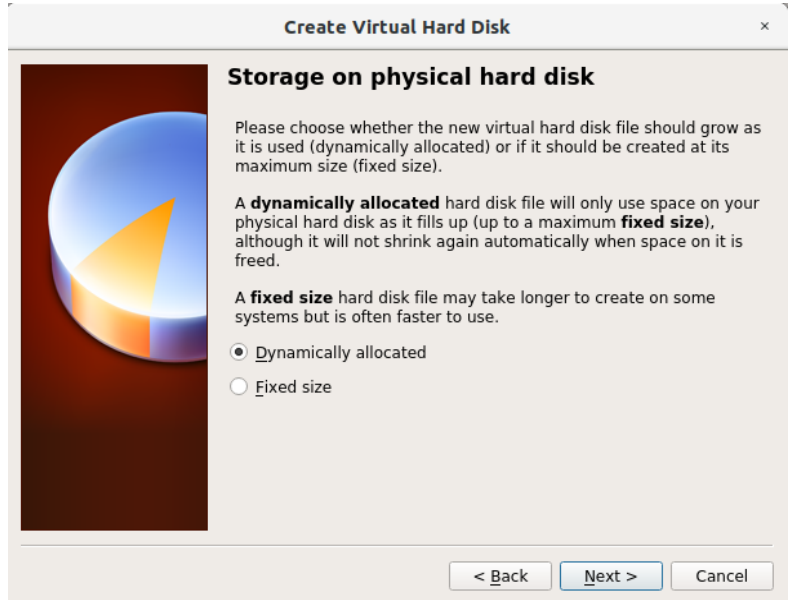 Create Virtual Hard Disk
×
Storage on physical hard disk
Please choose whether the new virtual hard disk file should grow as
it is used (dynamically allocated) or if it should be created at its
maximum size (fixed size).
A dynamically allocated hard disk file will only use space on your
physical hard disk as it fills up (up to a maximum fixed size),
although it will not shrink again automatically when space on it is
freed.
A fixed size hard disk file may take longer to create on some
systems but is often faster to use.
Dynamically allocated
Fixed size
< Back Next > Cancel